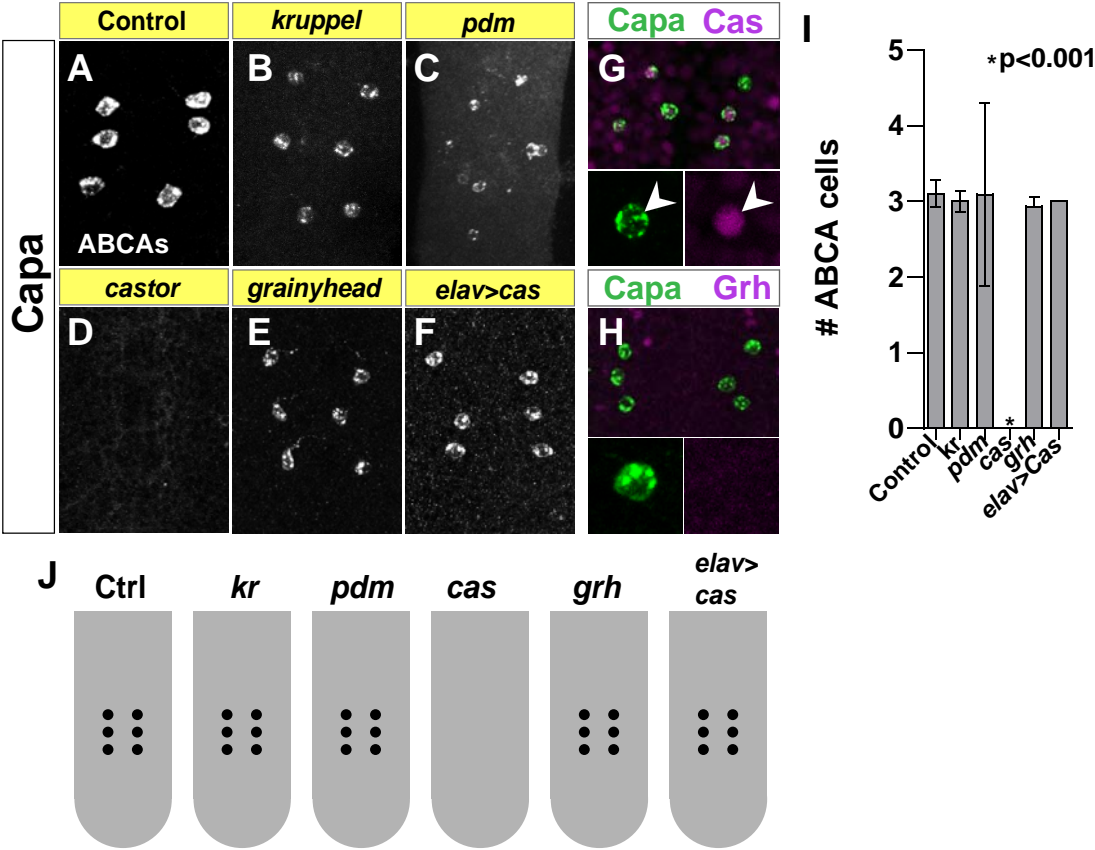 Control
kruppel
pdm
Capa
A
B
C
ABCAs
castor
grainyhead
elav>cas
D
E
F
Capa Cas
G
Capa Grh
H
I
*p<0.001
# ABCA cells
5
4
3
2
1
0
*
Control
kr
pdm
cas
grh
elav>Cas
J
Ctrl
kr
pdm
cas
grh
elav>
cas